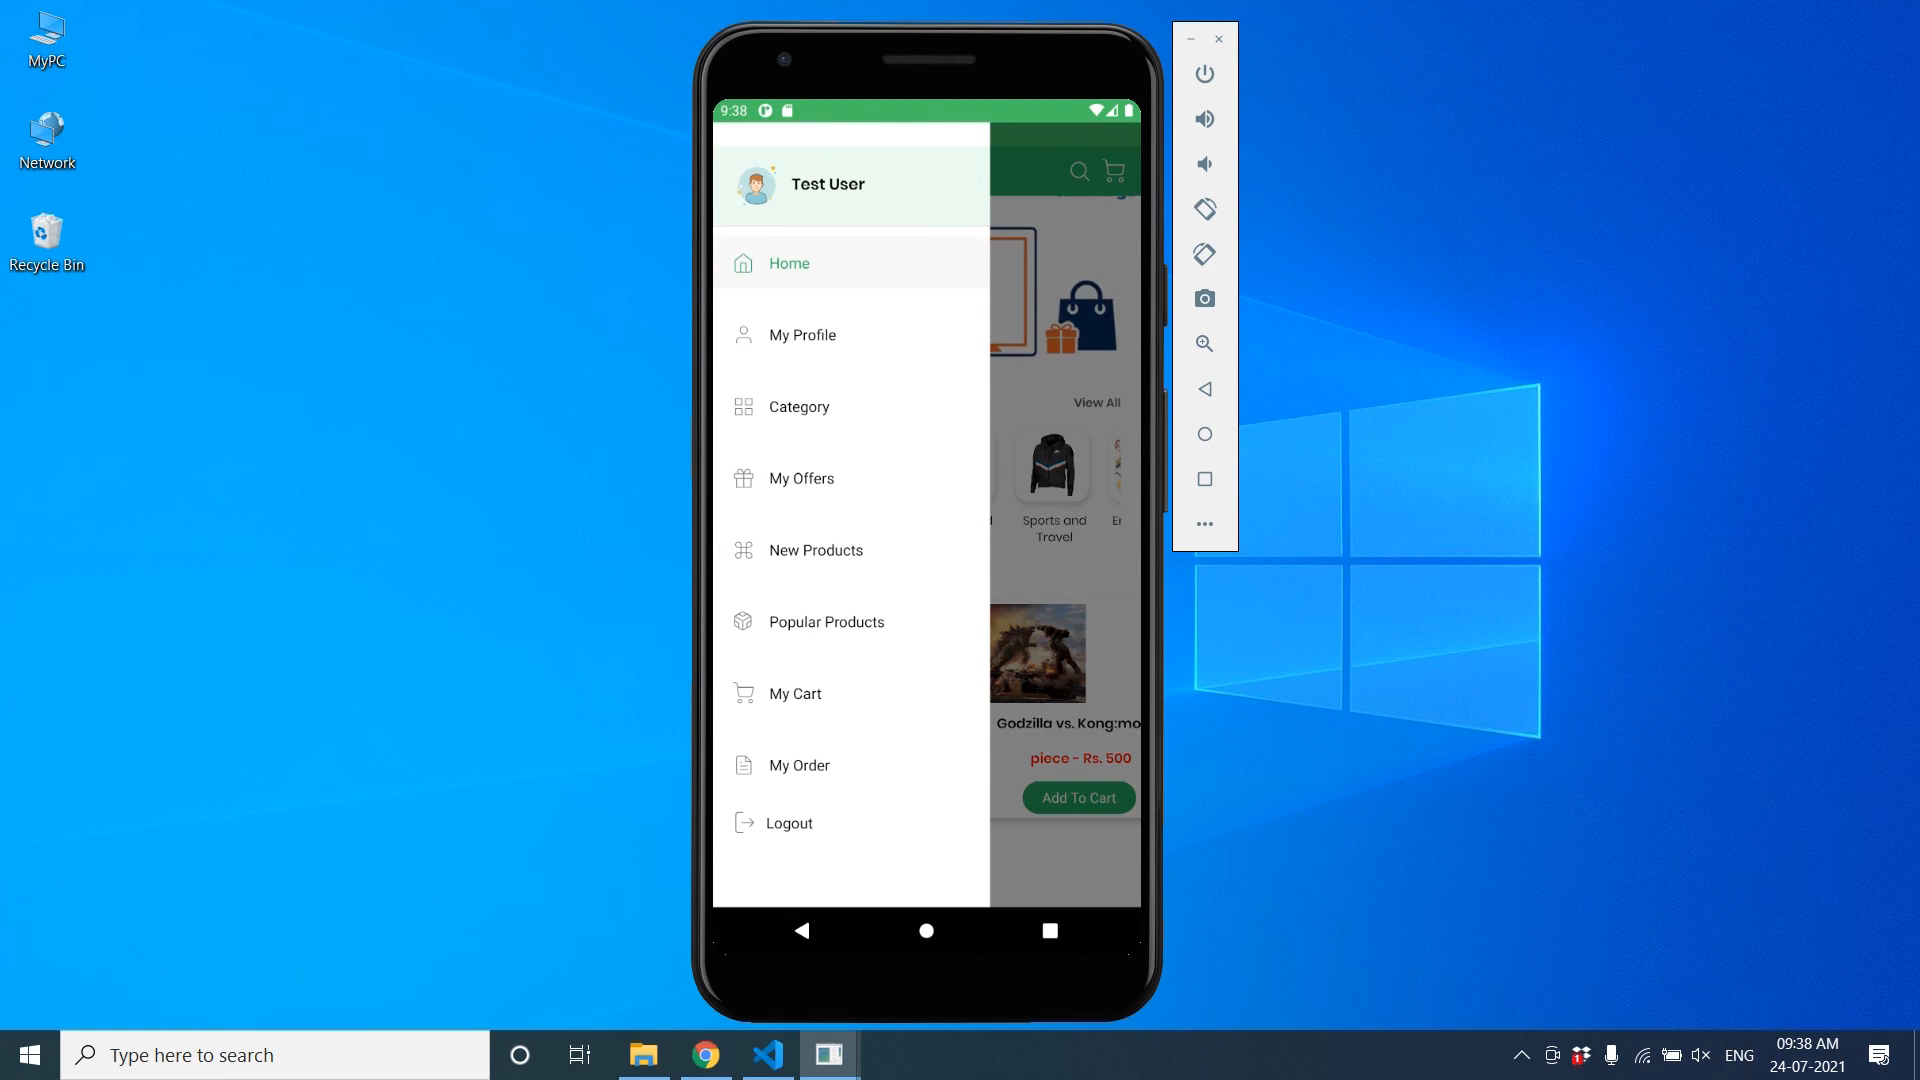 MyPC
Network
Recycle Bin
9:38
Test User
Home
My Profile
Category
My Offers
New Products
Popular Products
My Cart
My Order
Logout
View All
Sports and
Travel
Godzilla vs. Kong:mo
piece - Rs. 500
Add To Cart
Type here to search
1
ENG
09:38 AM
24-07-2021